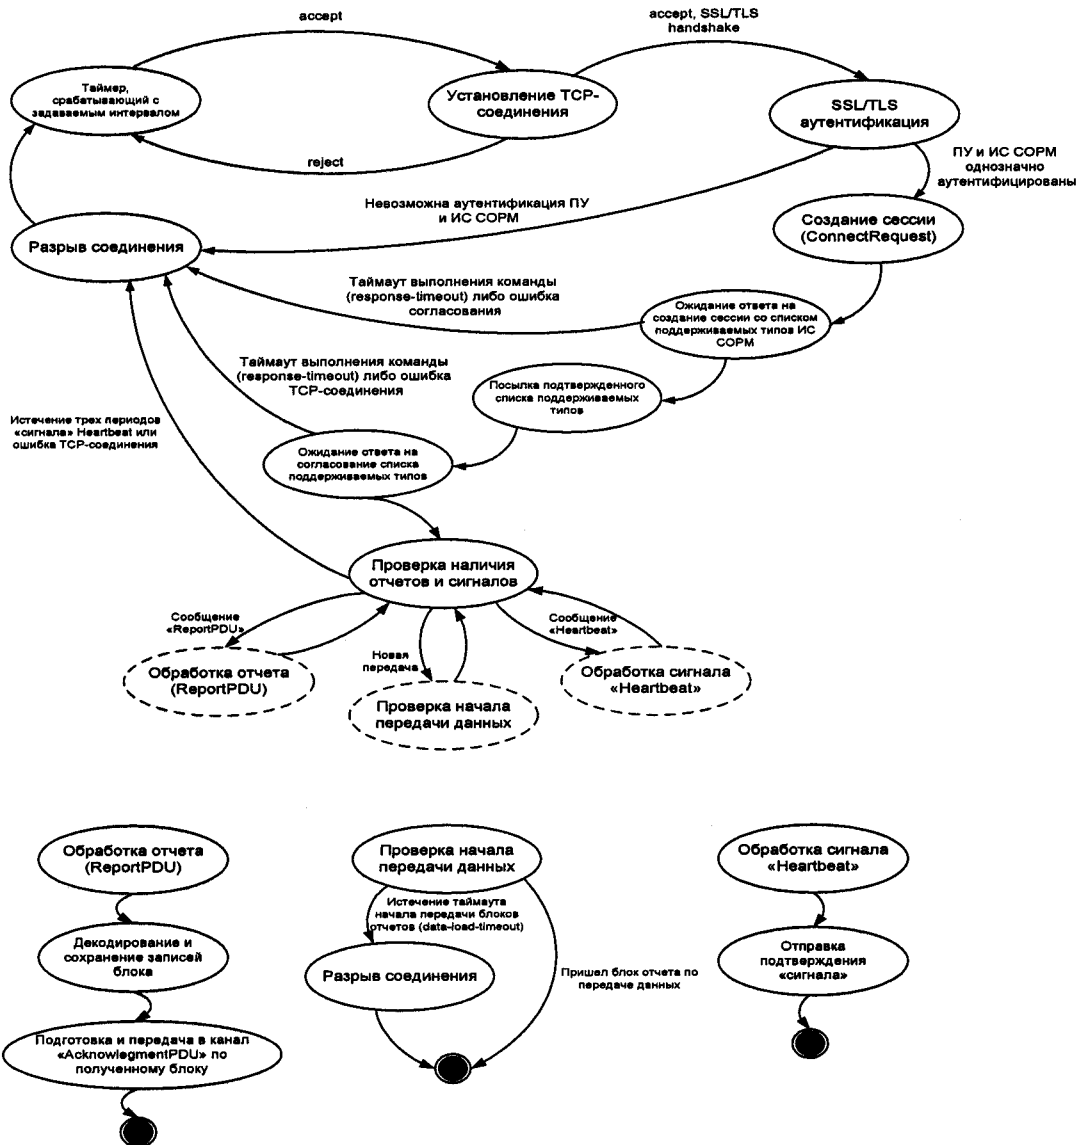 accept
accept, SSL/TLS
handshake
Таймер,
срабатывающий с
задаваемым интервалом
Установление TCP-
соединения
SSL/TLS
аутентификация
reject
ПУ и ИС СОРМ
однозначно
аутентифицированы
Невозможна аутентификация ПУ
и ИС СОРМ
Создание сессии
(ConnectRequest)
Разрыв соединения
Таймаут выполнения команды
(response-timeout) либо ошибка
согласования
Ожидание ответа на
создание сессии со списком
поддерживаемых типов ИС
СОРМ
Таймаут выполнения команды
(response-timeout) либо ошибка
TCP-соединения
Посылка подтвержденного
списка поддерживаемых
типов
Истечение трех периодов
«сигнала» Heartbeat или
ошибка TCP-соединения
Ожидание ответа на
согласование списка
поддерживаемых типов
Проверка наличия
отчетов и сигналов
Сообщение
«ReportPDU»
Новая
передача
Сообщение
«Heartbeat»
Обработка отчета
(ReportPDU)
Проверка начала
передачи данных
Обработка сигнала
«Heartbeat»
Обработка отчета
(ReportPDU)
Декодирование и
сохранение записей
блока
Подготовка и передача в канал
«AcknowlegmentPDU» по
полученному блоку
Проверка начала
передачи данных
Истечение таймаута
начала передачи блоков
отчетов (data-load-timeout)
Разрыв соединения
Пришел блок отчета по
передаче данных
Обработка сигнала
«Heartbeat»
Отправка
подтверждения
«сигнала»